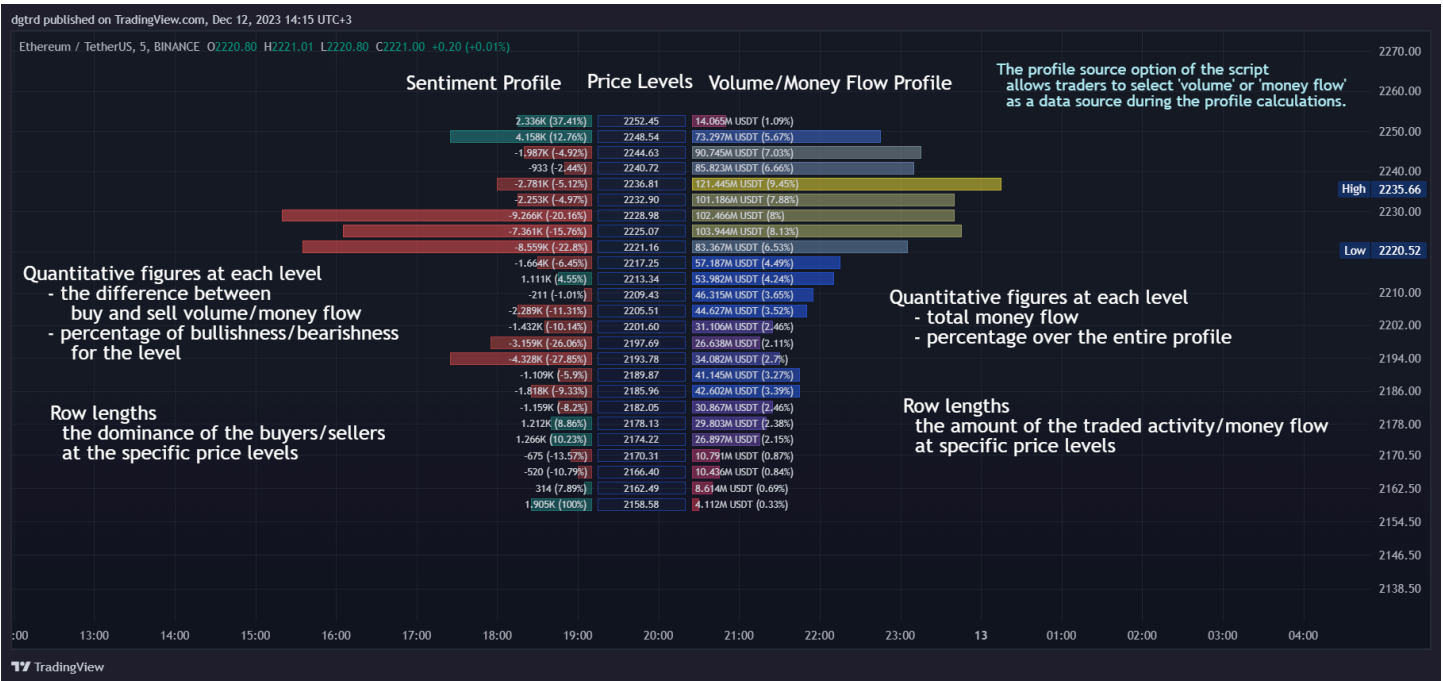 dgtrd published on TradingView.com, Dec 12, 2023 14:15 UTC+3
Ethereum / TetherUS, 5, BINANCE O2220.80 H2221.01 L2220.80 C2221.00 +0.20 (+0.01%)
Sentiment Profile Price Levels Volume/Money Flow Profile
The profile source option of the script
allows traders to select 'volume' or 'money flow'
as a data source during the profile calculations.
2.336K (37.41%) 2252.45 14.065M USDT (1.09%)
4.158K (12.76%) 2248.54 73.297M USDT (5.67%)
-1.987K (-4.92%) 2244.63 90.745M USDT (7.03%)
-933 (-2.44%) 2240.72 85.823M USDT (6.66%)
-2.781K (-5.12%) 2236.81 121.445M USDT (9.45%)
-2.253K (-4.97%) 2232.90 101.186M USDT (7.88%)
-9.266K (-20.16%) 2228.98 102.466M USDT (8%)
-7.361K (-15.76%) 2225.07 103.944M USDT (8.13%)
-8.559K (-22.8%) 2221.16 83.367M USDT (6.53%)
-1.664K (-6.45%) 2217.25 57.187M USDT (4.49%)
1.111K (4.55%) 2213.34 53.982M USDT (4.24%)
-211 (-1.01%) 2209.43 46.315M USDT (3.65%)
-2.289K (-11.31%) 2205.51 44.627M USDT (3.52%)
-1.432K (-10.14%) 2201.60 31.106M USDT (2.46%)
-3.159K (-26.06%) 2197.69 26.638M USDT (2.11%)
-4.328K (-27.85%) 2193.78 34.082M USDT (2.7%)
-1.109K (-5.9%) 2189.87 41.145M USDT (3.27%)
-1.818K (-9.33%) 2185.96 42.602M USDT (3.39%)
-1.159K (-8.2%) 2182.05 30.867M USDT (2.46%)
1.212K (8.86%) 2178.13 29.803M USDT (2.38%)
1.266K (10.23%) 2174.22 26.897M USDT (2.15%)
-675 (-13.57%) 2170.31 10.791M USDT (0.87%)
-520 (-10.79%) 2166.40 10.436M USDT (0.84%)
314 (7.89%) 2162.49 8.614M USDT (0.69%)
1.905K (100%) 2158.58 4.112M USDT (0.33%)
Quantitative figures at each level
- the difference between
buy and sell volume/money flow
- percentage of bullishness/bearishness
for the level
Row lengths
the dominance of the buyers/sellers
at the specific price levels
Quantitative figures at each level
- total money flow
- percentage over the entire profile
Row lengths
the amount of the traded activity/money flow
at specific price levels
2270.00
2260.00
2250.00
2240.00
High 2235.66
2230.00
Low 2220.52
2210.00
2202.00
2194.00
2186.00
2178.00
2170.50
2162.50
2154.50
2146.50
2138.50
:00 13:00 14:00 15:00 16:00 17:00 18:00 19:00 20:00 21:00 22:00 23:00 13 01:00 02:00 03:00 04:00
TradingView